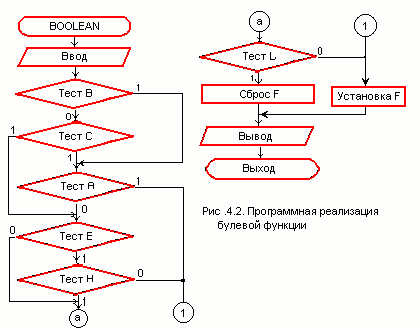 BOOLEAN
Ввод
Тест B
1
0
Тест C
1
1
Тест A
1
0
Тест E
0
1
Тест H
0
1
a
1
a
1
Тест L
0
1
Сброс F
Установка F
Вывод
Выход
Рис .4.2. Программная реализация
булевой функции